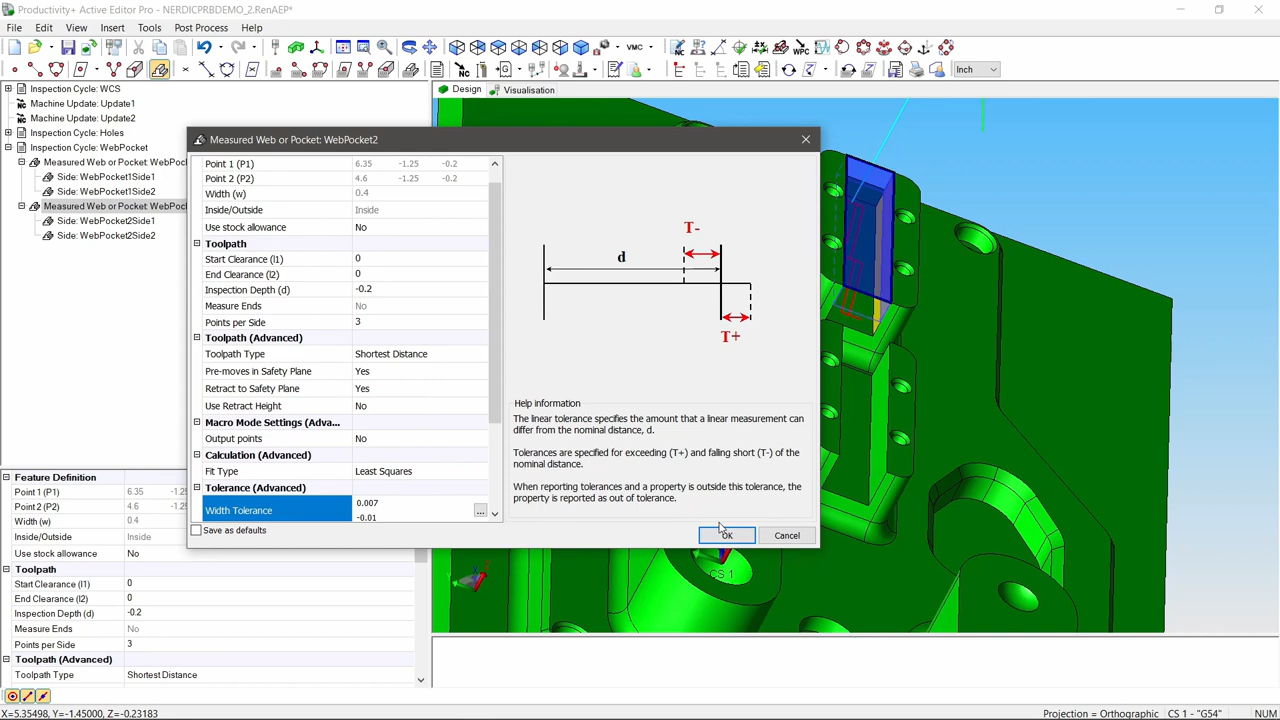 Productivity+ Active Editor Pro - NERDICPRBDEMO_2.RenAEP*
File Edit View Insert Tools Post Process Help
VMC
NC
WPC
Inch
Inspection Cycle: WCS
Machine Update: Update1
Machine Update: Update2
Inspection Cycle: Holes
Inspection Cycle: WebPocket
Measured Web or Pocket: WebPoc
Side: WebPocket1Side1
Side: WebPocket1Side2
Measured Web or Pocket: WebPoc
Side: WebPocket2Side1
Side: WebPocket2Side2
Design Visualisation
Measured Web or Pocket: WebPocket2
Point 1 (P1) 6.35 -1.25 -0.2
Point 2 (P2) 4.6 -1.25 -0.2
Width (w) 0.4
Inside/Outside Inside
Use stock allowance No
Toolpath
Start Clearance (l1) 0
End Clearance (l2) 0
Inspection Depth (d) -0.2
Measure Ends No
Points per Side 3
Toolpath (Advanced)
Toolpath Type Shortest Distance
Pre-moves in Safety Plane Yes
Retract to Safety Plane Yes
Use Retract Height No
Macro Mode Settings (Adva...
Output points No
Calculation (Advanced)
Fit Type Least Squares
Tolerance (Advanced)
Width Tolerance 0.007
-0.01
...
Save as defaults
T-
d
T+
Help information
The linear tolerance specifies the amount that a linear measurement can
differ from the nominal distance, d.
Tolerances are specified for exceeding (T+) and falling short (T-) of the
nominal distance.
When reporting tolerances and a property is outside this tolerance, the
property is reported as out of tolerance.
OK Cancel
CS 1
Feature Definition
Point 1 (P1) 6.35 -1.2
Point 2 (P2) 4.6 -1.2
Width (w) 0.4
Inside/Outside Inside
Use stock allowance No
Toolpath
Start Clearance (l1) 0
End Clearance (l2) 0
Inspection Depth (d) -0.2
Measure Ends No
Points per Side 3
Toolpath (Advanced)
Toolpath Type Shortest Distance
X=5.35498, Y=-1.45000, Z=-0.23183 Projection = Orthographic CS 1 - "G54" NUM